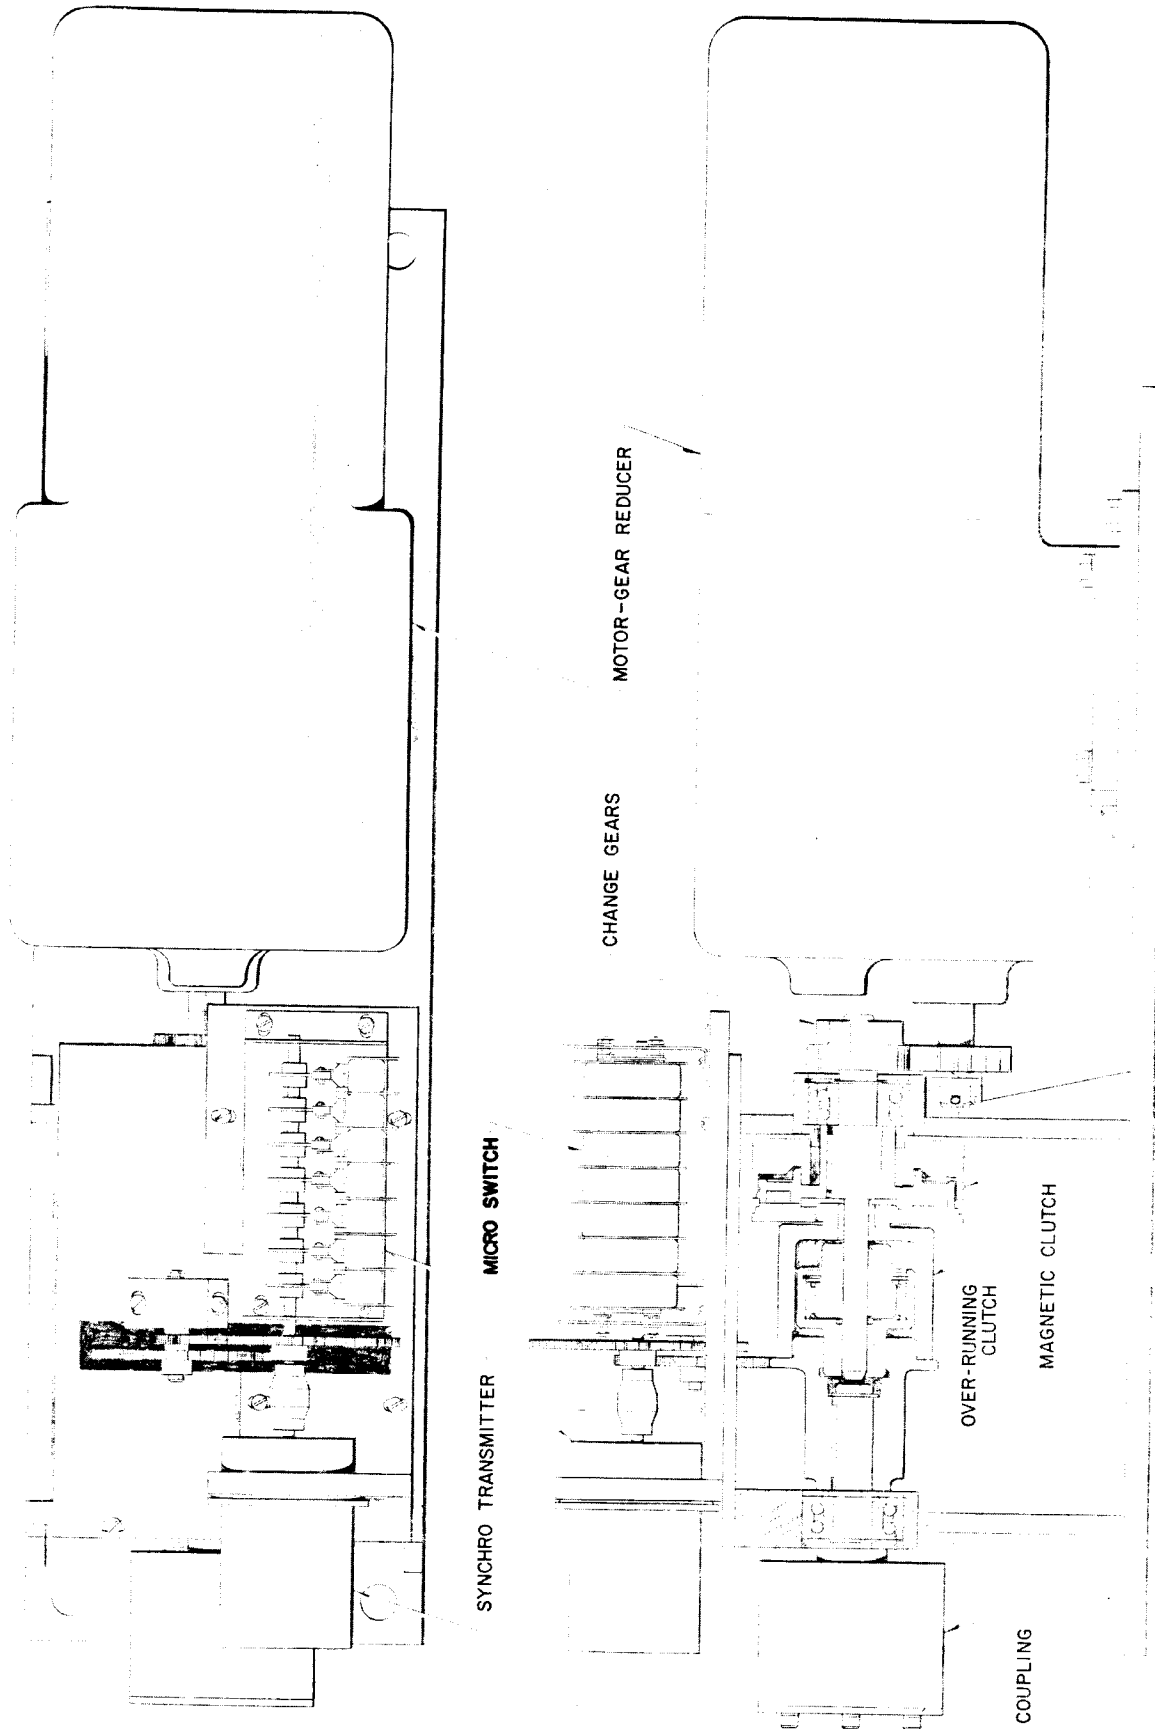 SYNCHRO TRANSMITTER
MICRO SWITCH
CHANGE GEARS
MOTOR-GEAR REDUCER
OVER-RUNNING
CLUTCH
MAGNETIC CLUTCH
COUPLING